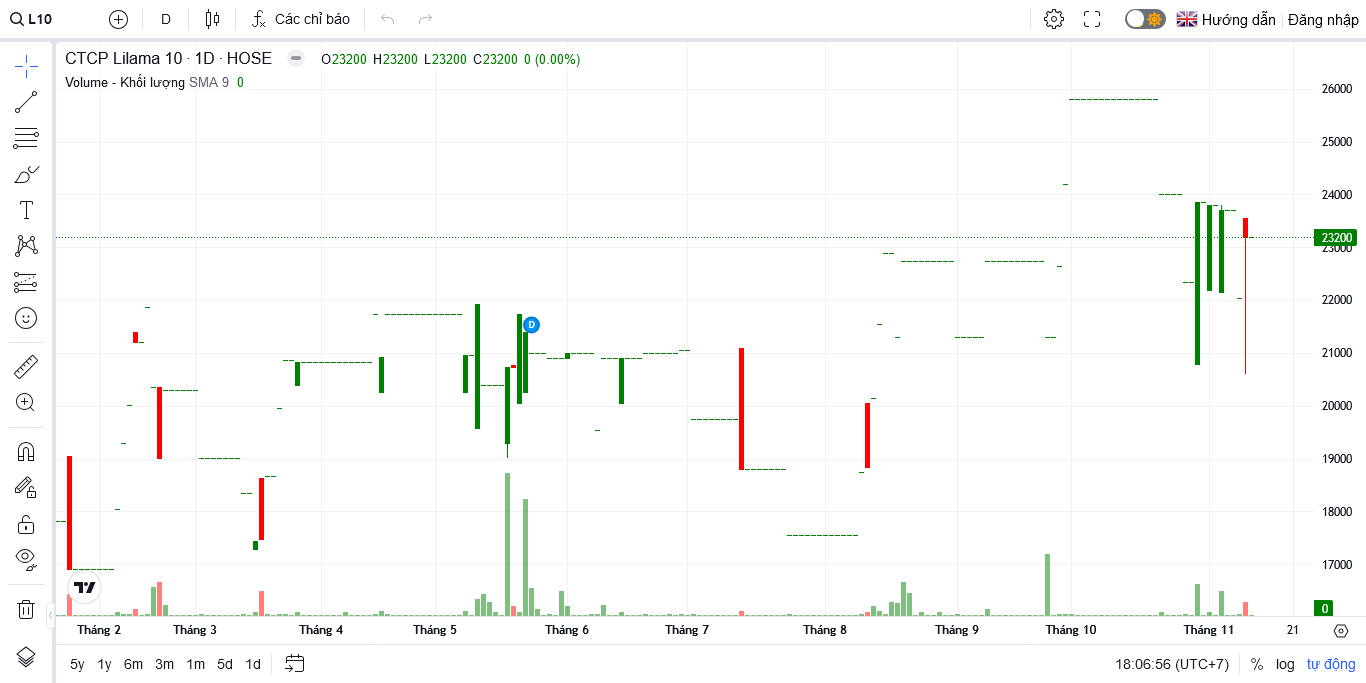 L10 D Các chỉ báo Hướng dẫn Đăng nhập
CTCP Lilama 10 · 1D · HOSE O23200 H23200 L23200 C23200 0 (0.00%)
Volume - Khối lượng SMA 9 0
26000
25000
24000
23200
23000
22000
21000
20000
19000
18000
17000
0
D
Tháng 2 Tháng 3 Tháng 4 Tháng 5 Tháng 6 Tháng 7 Tháng 8 Tháng 9 Tháng 10 Tháng 11 21
5y 1y 6m 3m 1m 5d 1d 18:06:56 (UTC+7) % log tự động